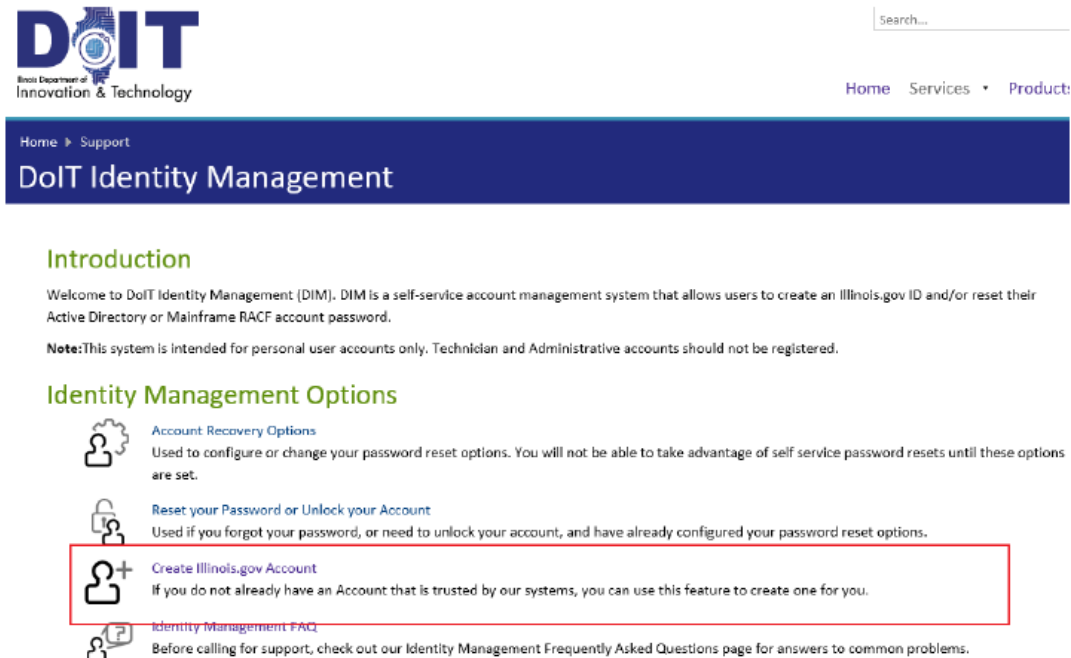 DoIT
Illinois Department of
Innovation & Technology
Search...
Home Services Products
Home Support
DoIT Identity Management
Introduction
Welcome to DoIT Identity Management (DIM). DIM is a self-service account management system that allows users to create an Illinois.gov ID and/or reset their
Active Directory or Mainframe RACF account password.
Note:This system is intended for personal user accounts only. Technician and Administrative accounts should not be registered.
Identity Management Options
Account Recovery Options
Used to configure or change your password reset options. You will not be able to take advantage of self service password resets until these options
are set.
Reset your Password or Unlock your Account
Used if you forgot your password, or need to unlock your account, and have already configured your password reset options.
Create Illinois.gov Account
If you do not already have an Account that is trusted by our systems, you can use this feature to create one for you.
Identity Management FAQ
Before calling for support, check out our Identity Management Frequently Asked Questions page for answers to common problems.